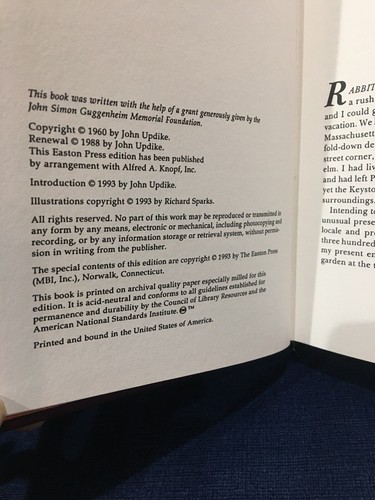 This book was written with the help of a grant generously given by the
John Simon Guggenheim Memorial Foundation.
Copyright © 1960 by John Updike.
Renewal © 1988 by John Updike.
This Easton Press edition has been published
by arrangement with Alfred A. Knopf, Inc.
Introduction © 1993 by John Updike.
Illustrations copyright © 1993 by Richard Sparks.
All rights reserved. No part of this work may be reproduced or transmitted in
any form by any means, electronic or mechanical, including photocopying and
recording, or by any information storage or retrieval system, without permis-
sion in writing from the publisher.
The special contents of this edition are copyright © 1993 by The Easton Press
(MBI, Inc.), Norwalk, Connecticut.
This book is printed on archival quality paper especially milled for this
edition. It is acid-neutral and conforms to all guidelines established for
permanence and durability by the Council of Library Resources and the
American National Standards Institute. ♾™
Printed and bound in the United States of America.
RABBIT
a rush
and I could g
vacation. We
Massachusett
fold-down de
street corner,
elm. I had liv
and had left P
yet the Keysto
surroundings.
Intending to
unusual prese
locale and pro
three hundred
my present en
garden at the t